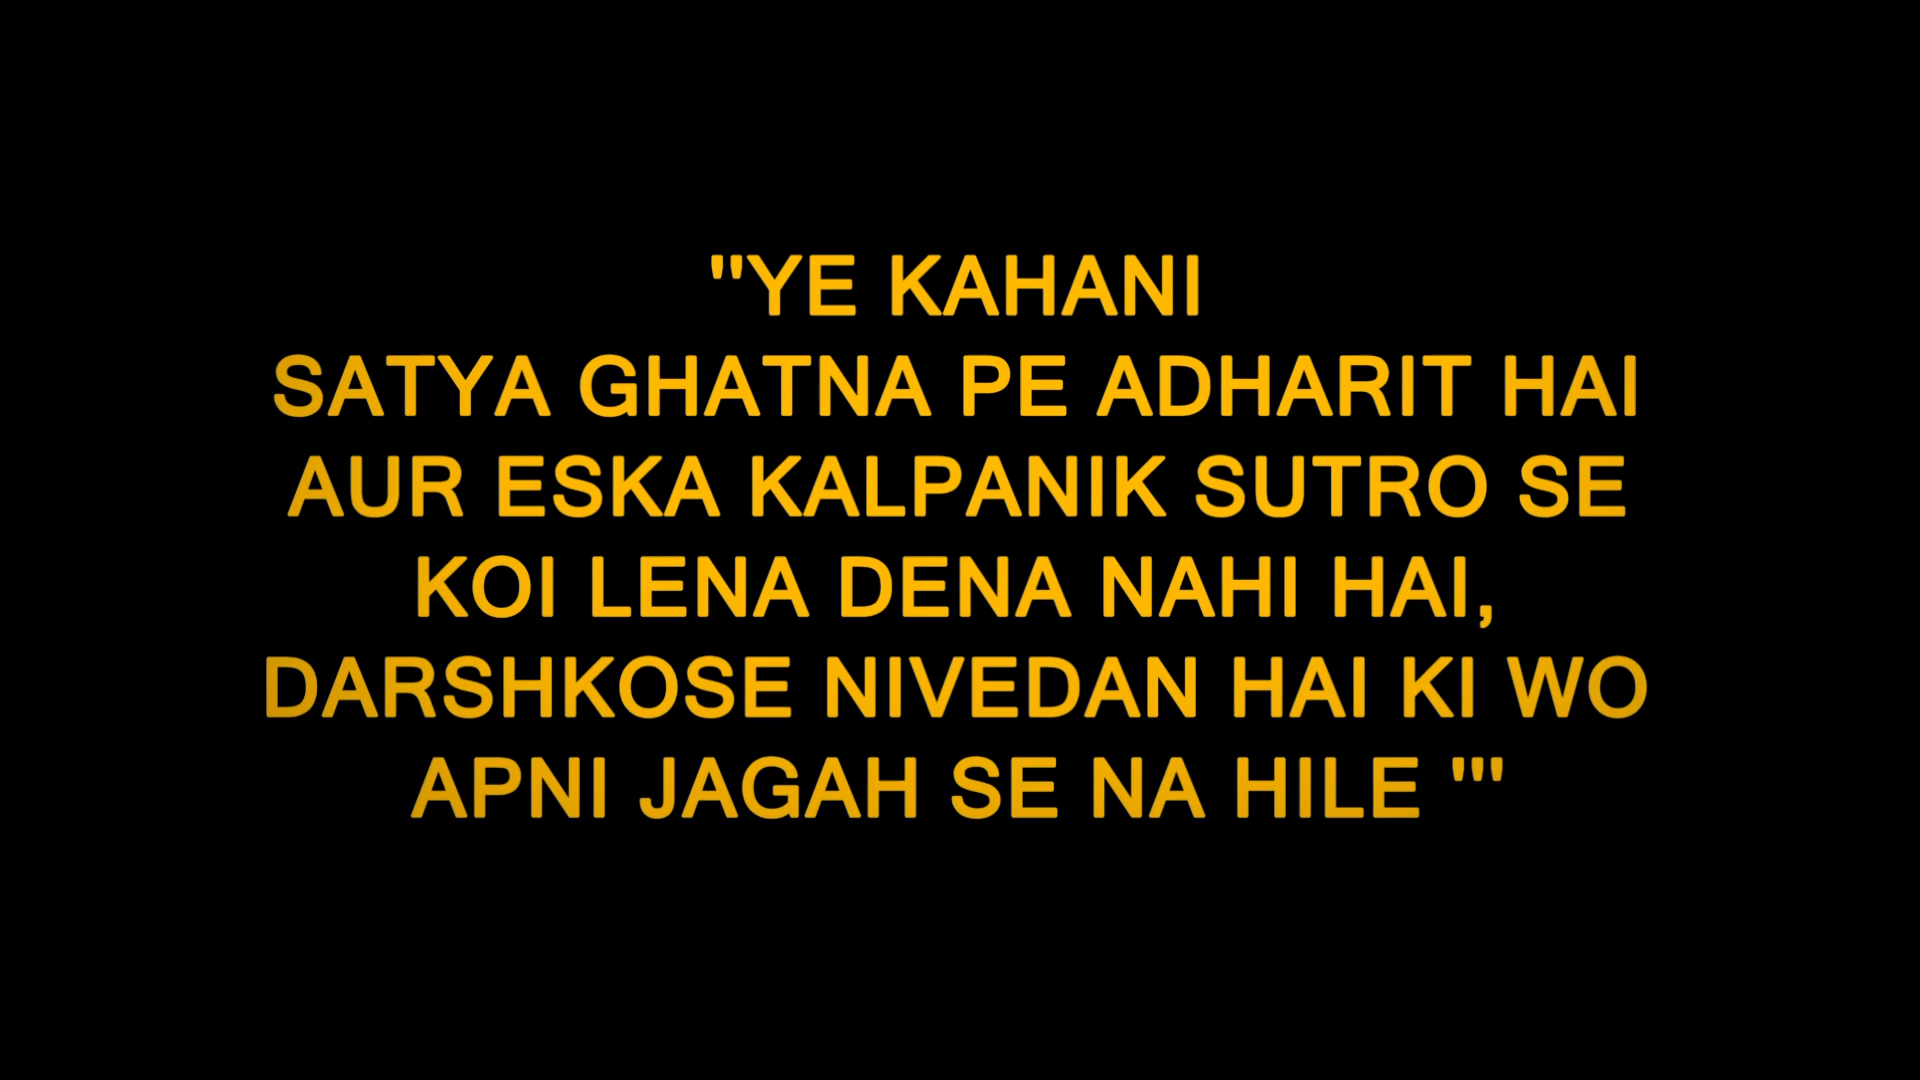 "YE KAHANI
SATYA GHATNA PE ADHARIT HAI
AUR ESKA KALPANIK SUTRO SE
KOI LENA DENA NAHI HAI,
DARSHKOSE NIVEDAN HAI KI WO
APNI JAGAH SE NA HILE "'